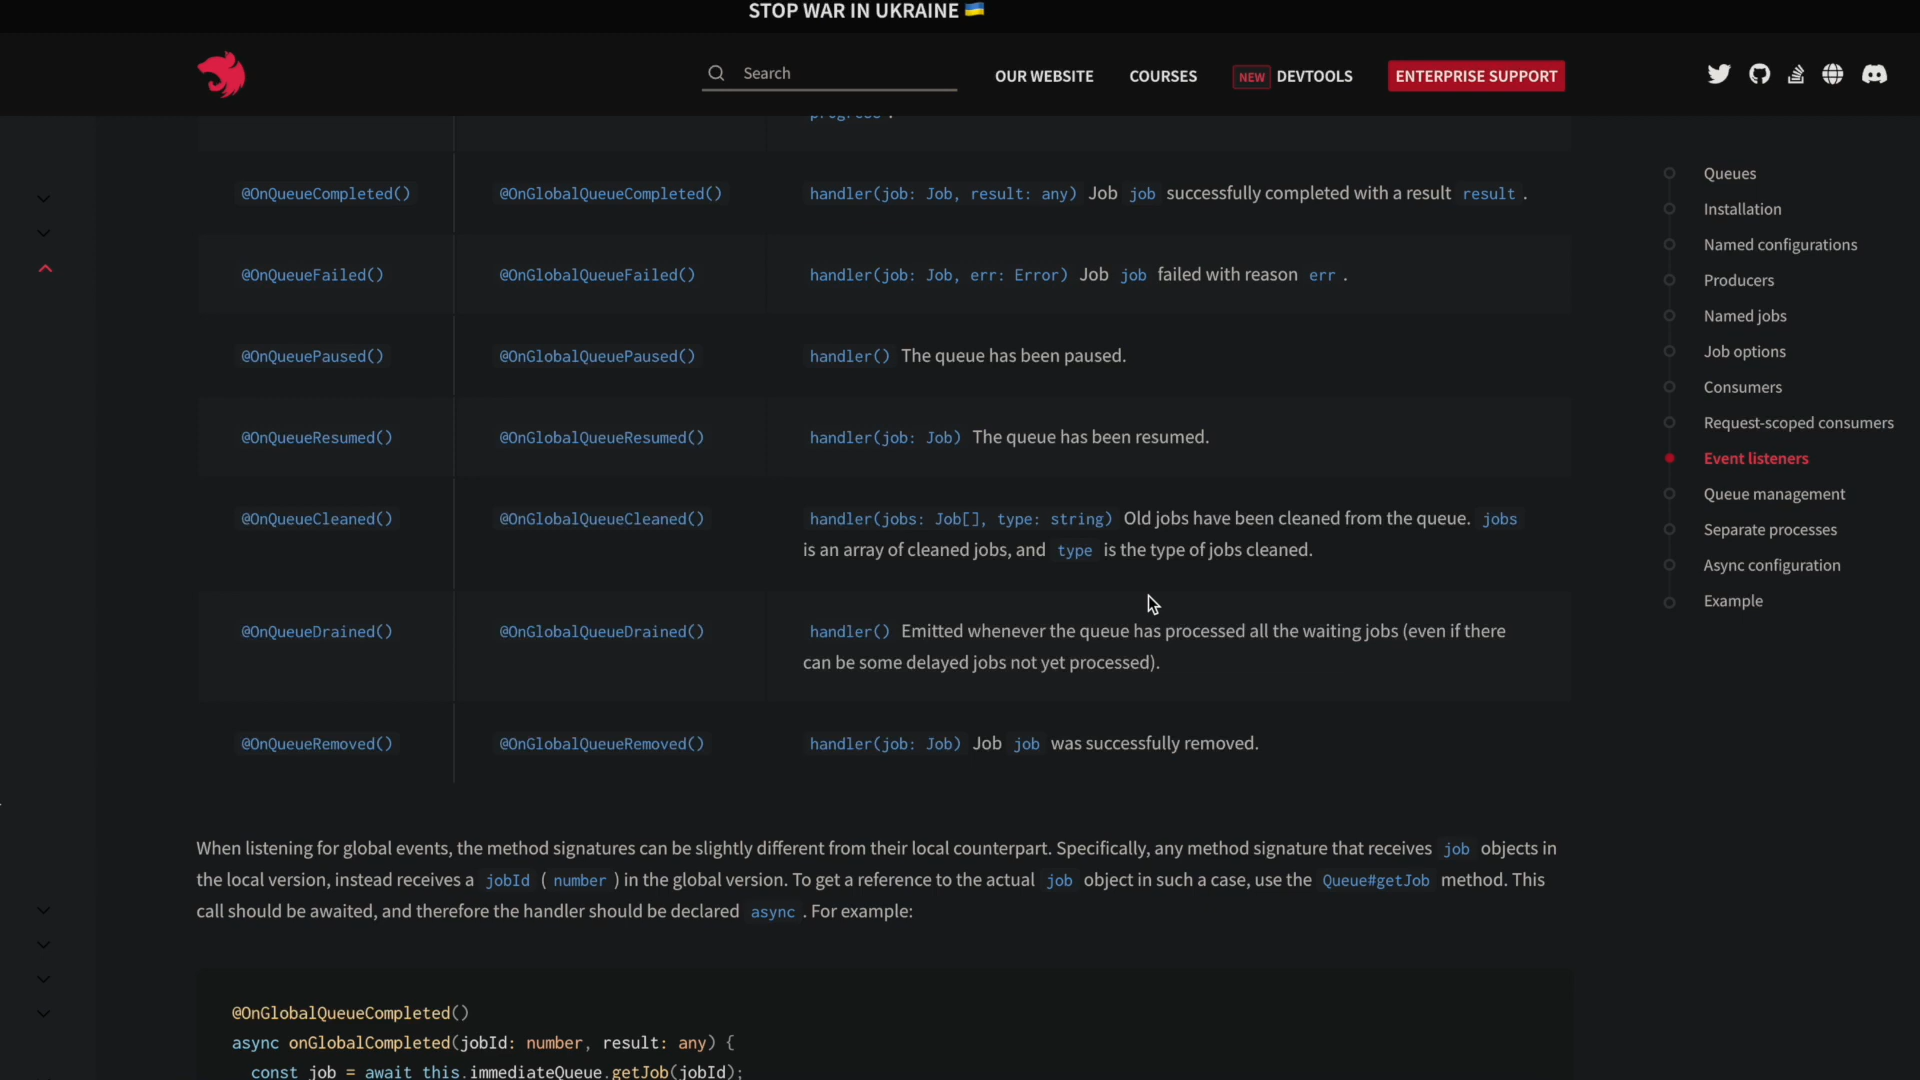 STOP WAR IN UKRAINE 🇺🇦
Search
OUR WEBSITE
COURSES
NEW DEVTOOLS
ENTERPRISE SUPPORT
progress .
@OnQueueCompleted() @OnGlobalQueueCompleted() handler(job: Job, result: any) Job job successfully completed with a result result .
@OnQueueFailed() @OnGlobalQueueFailed() handler(job: Job, err: Error) Job job failed with reason err .
@OnQueuePaused() @OnGlobalQueuePaused() handler() The queue has been paused.
@OnQueueResumed() @OnGlobalQueueResumed() handler(job: Job) The queue has been resumed.
@OnQueueCleaned() @OnGlobalQueueCleaned() handler(jobs: Job[], type: string) Old jobs have been cleaned from the queue. jobs
is an array of cleaned jobs, and type is the type of jobs cleaned.
@OnQueueDrained() @OnGlobalQueueDrained() handler() Emitted whenever the queue has processed all the waiting jobs (even if there
can be some delayed jobs not yet processed).
@OnQueueRemoved() @OnGlobalQueueRemoved() handler(job: Job) Job job was successfully removed.
When listening for global events, the method signatures can be slightly different from their local counterpart. Specifically, any method signature that receives job objects in
the local version, instead receives a jobId ( number ) in the global version. To get a reference to the actual job object in such a case, use the Queue#getJob method. This
call should be awaited, and therefore the handler should be declared async . For example:
@OnGlobalQueueCompleted()
async onGlobalCompleted(jobId: number, result: any) {
const job = await this.immediateQueue.getJob(jobId);
Queues
Installation
Named configurations
Producers
Named jobs
Job options
Consumers
Request-scoped consumers
Event listeners
Queue management
Separate processes
Async configuration
Example